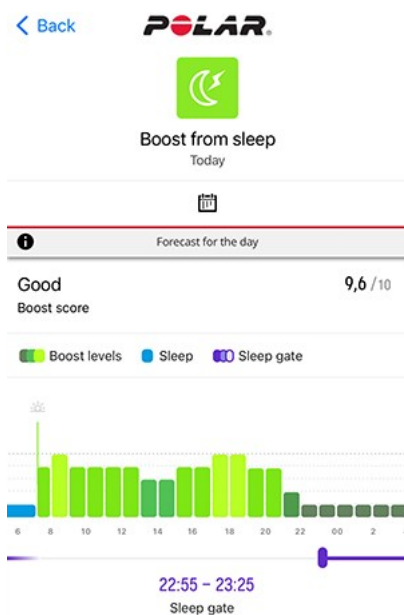 Back
POLAR®
Boost from sleep
Today
Forecast for the day
Good
9,6 /10
Boost score
Boost levels Sleep Sleep gate
6 8 10 12 14 16 18 20 22 00 2
22:55 – 23:25
Sleep gate